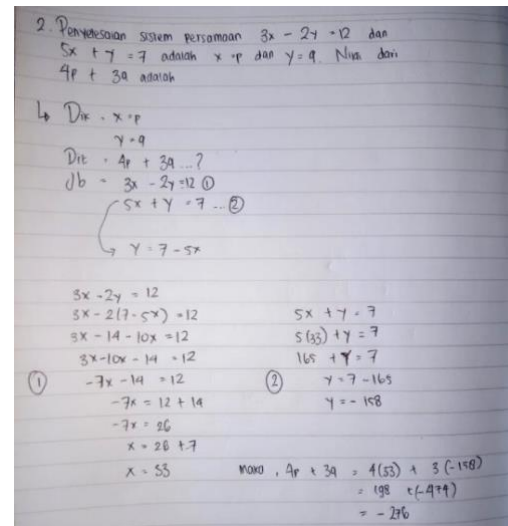 2. Penyelesaian sistem persamaan 3x - 2y = 12 dan
5x + y = 7 adalah x = p dan y = q. Nilai dari
4p + 3q adalah
↳ Dik = x = p
y = q
Dit = 4p + 3q ...?
Jb = 3x - 2y = 12 ①
5x + y = 7 ... ②
↳ y = 7 - 5x
3x - 2y = 12
3x - 2(7 - 5x) = 12
3x - 14 - 10x = 12
3x - 10x - 14 = 12
① -7x - 14 = 12
-7x = 12 + 14
-7x = 26
x = 26 + 7
x = 33
5x + y = 7
5(33) + y = 7
165 + y = 7
② y = 7 - 165
y = - 158
maka, 4p + 3q = 4(33) + 3(-158)
= 198 + (-474)
= - 276